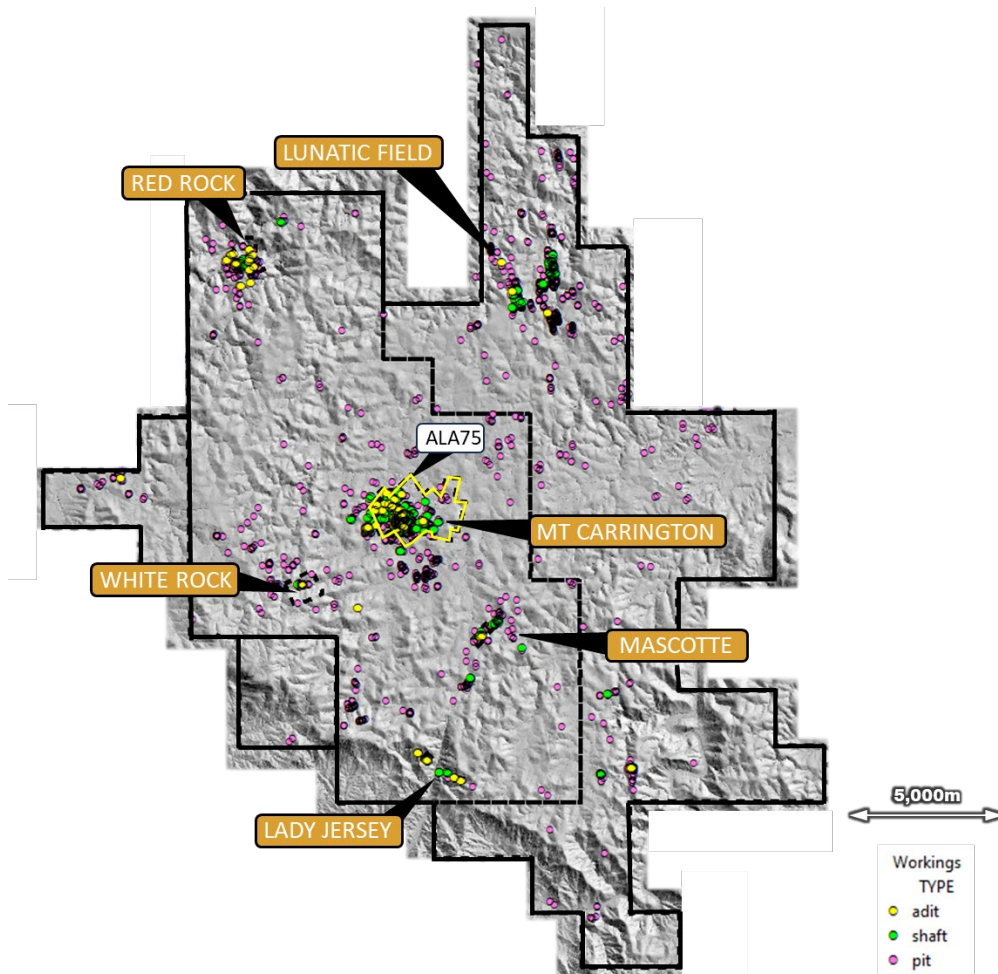 LUNATIC FIELD
RED ROCK
ALA75
MT CARRINGTON
WHITE ROCK
MASCOTTE
LADY JERSEY
5,000m
Workings
TYPE
adit
shaft
pit